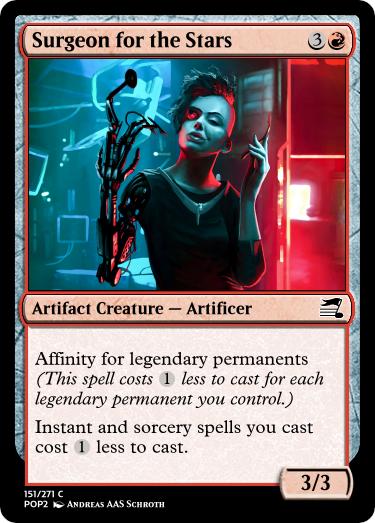 Surgeon for the Stars 3
Artifact Creature — Artificer
Affinity for legendary permanents
(This spell costs 1 less to cast for each
legendary permanent you control.)
Instant and sorcery spells you cast
cost 1 less to cast.
3/3
151/271 C
POP2 Andreas AAS Schroth